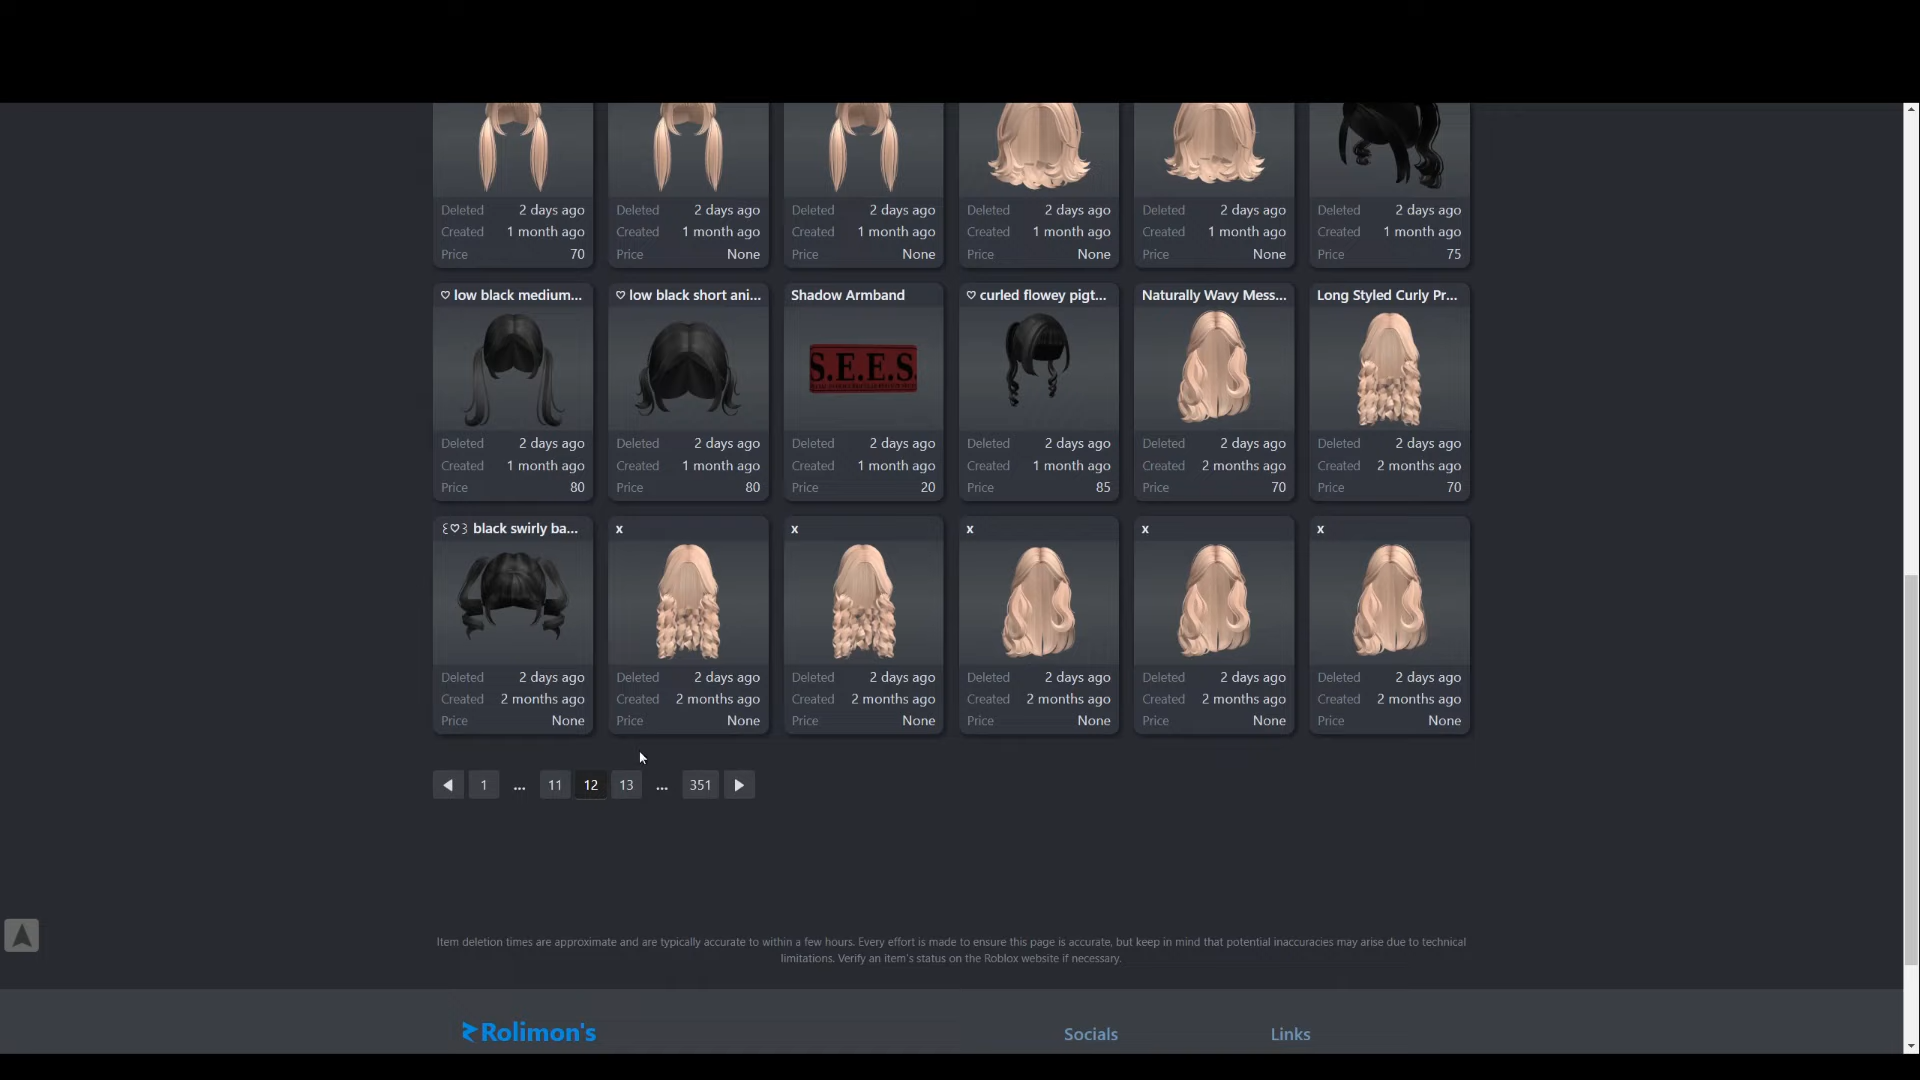 Deleted 2 days ago Deleted 2 days ago Deleted 2 days ago Deleted 2 days ago Deleted 2 days ago Deleted 2 days ago
Created 1 month ago Created 1 month ago Created 1 month ago Created 1 month ago Created 1 month ago Created 1 month ago
Price 70 Price None Price None Price None Price None Price 75
♡ low black medium... ♡ low black short ani... Shadow Armband ♡ curled flowey pigt... Naturally Wavy Mess... Long Styled Curly Pr...
S.E.E.S.
Deleted 2 days ago Deleted 2 days ago Deleted 2 days ago Deleted 2 days ago Deleted 2 days ago Deleted 2 days ago
Created 1 month ago Created 1 month ago Created 1 month ago Created 1 month ago Created 2 months ago Created 2 months ago
Price 80 Price 80 Price 20 Price 85 Price 70 Price 70
꒰♡꒱ black swirly ba... x x x x x
Deleted 2 days ago Deleted 2 days ago Deleted 2 days ago Deleted 2 days ago Deleted 2 days ago Deleted 2 days ago
Created 2 months ago Created 2 months ago Created 2 months ago Created 2 months ago Created 2 months ago Created 2 months ago
Price None Price None Price None Price None Price None Price None
1 ... 11 12 13 ... 351
Item deletion times are approximate and are typically accurate to within a few hours. Every effort is made to ensure this page is accurate, but keep in mind that potential inaccuracies may arise due to technical
limitations. Verify an item's status on the Roblox website if necessary.
Rolimon's Socials Links